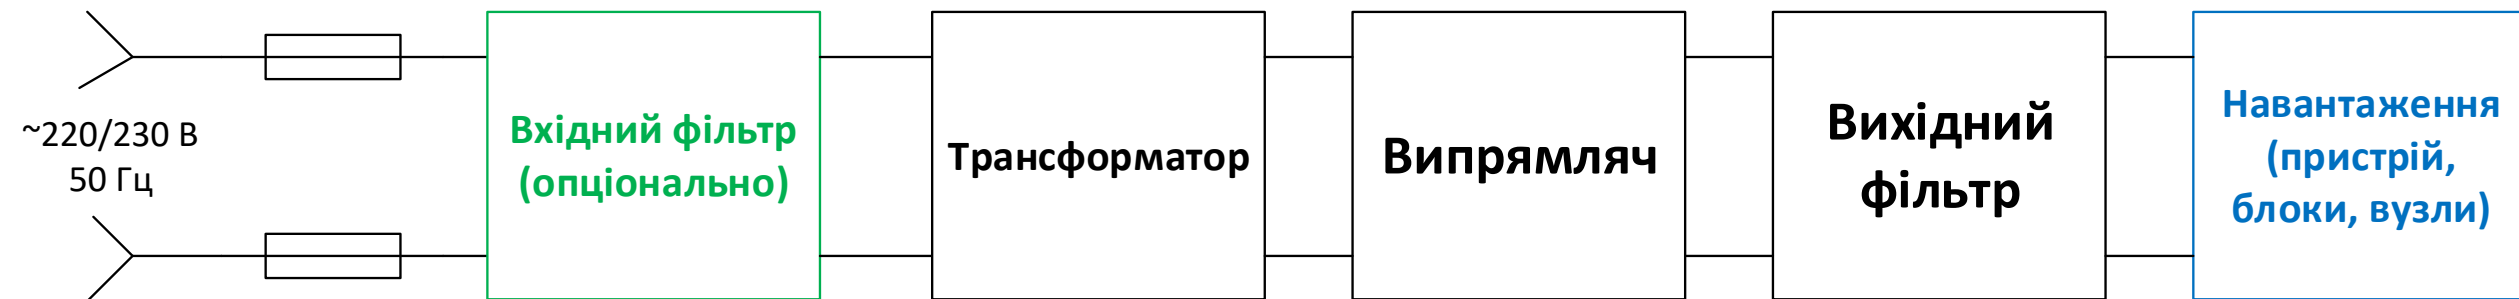 ~220/230 В
50 Гц
Вхідний фільтр
(опціонально)
Трансформатор
Випрямляч
Вихідний
фільтр
Навантаження
(пристрій,
блоки, вузли)